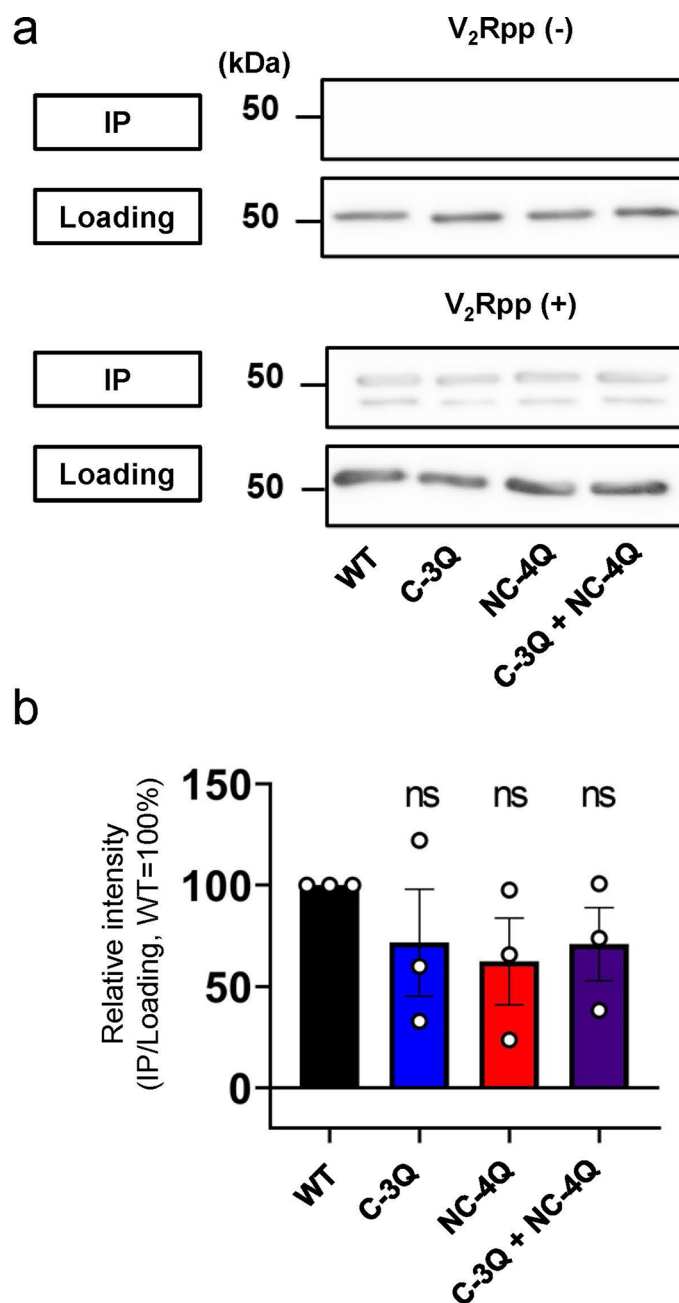 a
V₂Rpp (-)
(kDa)
IP
50
Loading
50
V₂Rpp (+)
IP
50
Loading
50
WT
C-3Q
NC-4Q
C-3Q + NC-4Q
b
Relative intensity
(IP/Loading, WT=100%)
150
100
50
0
ns
ns
ns
WT
C-3Q
NC-4Q
C-3Q + NC-4Q